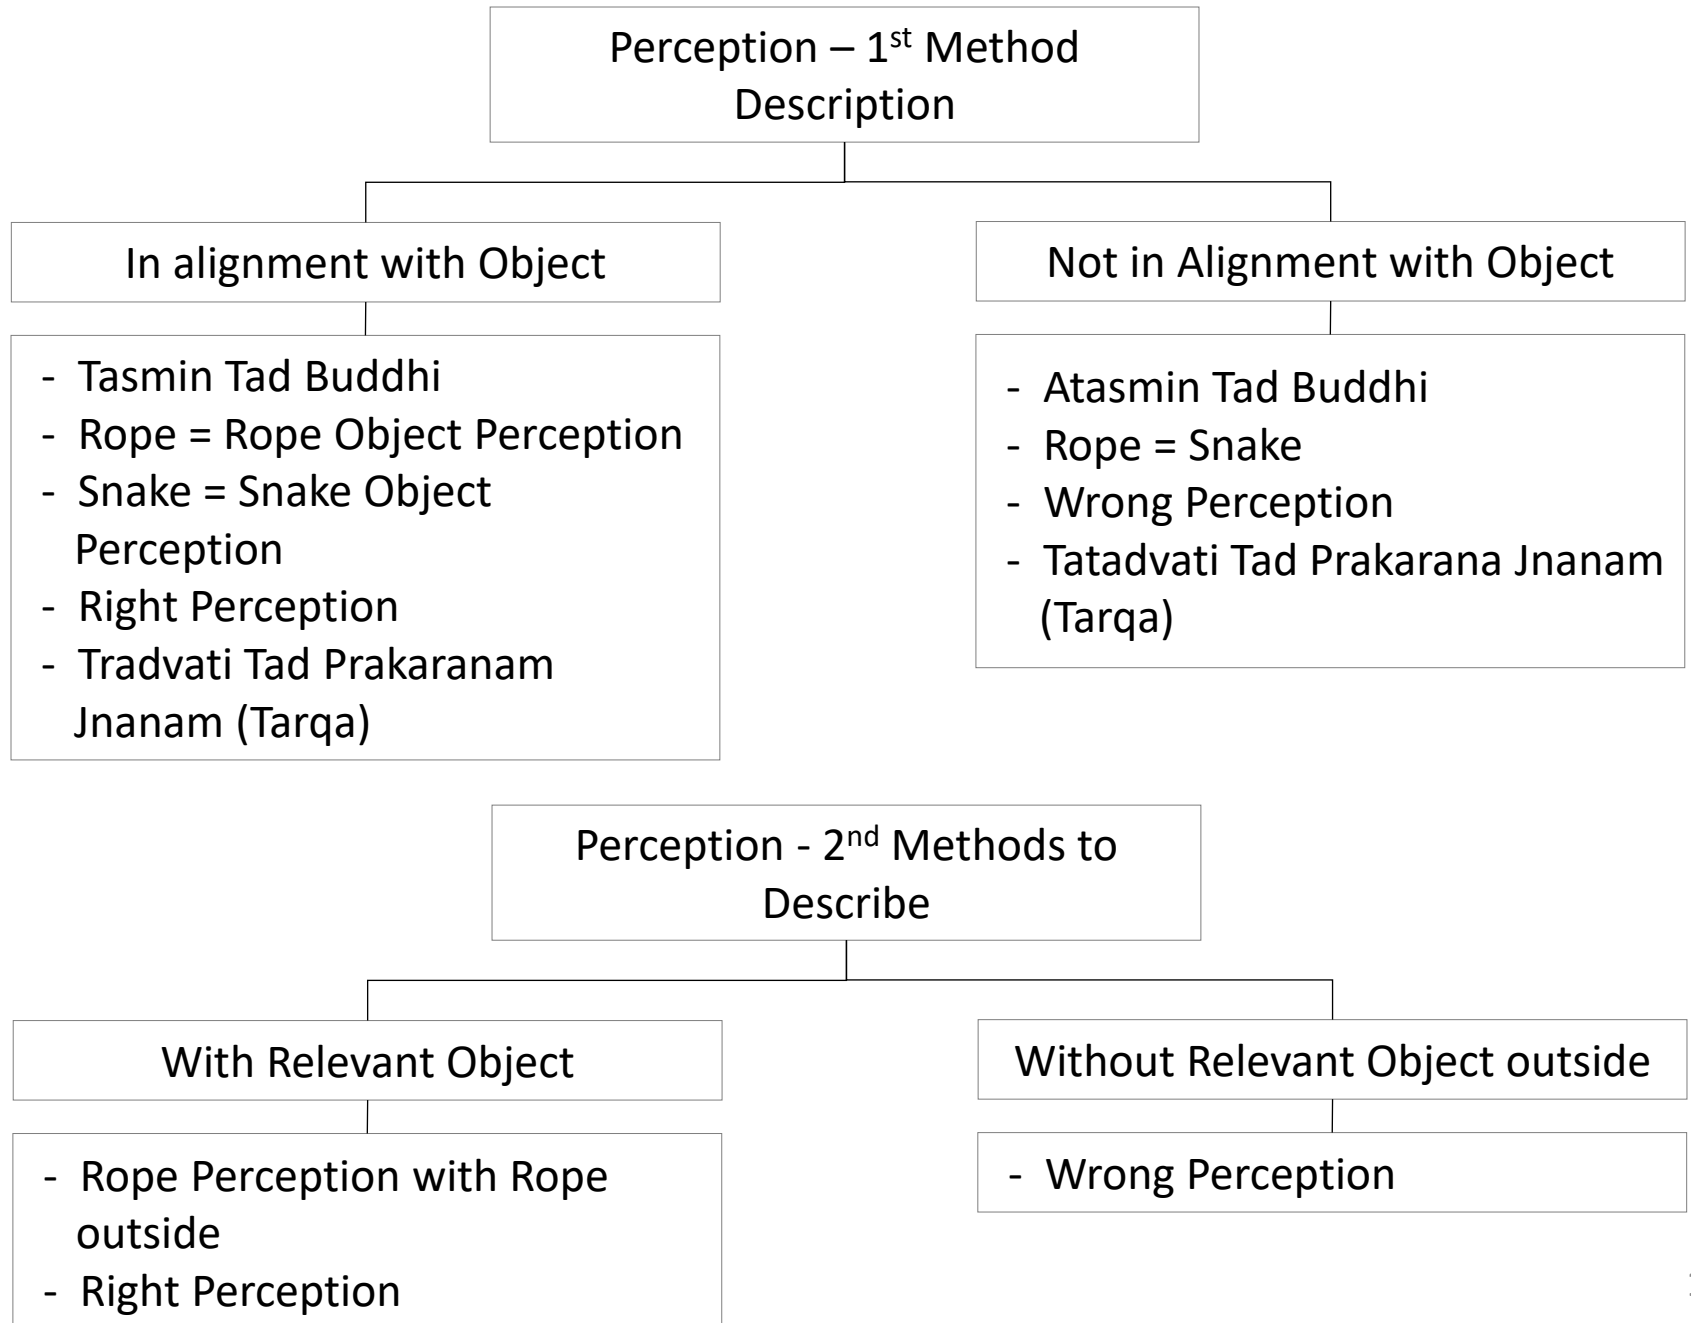 Perception – 1st Method
Description
In alignment with Object
Not in Alignment with Object
- Tasmin Tad Buddhi
- Rope = Rope Object Perception
- Snake = Snake Object
Perception
- Right Perception
- Tradvati Tad Prakaranam
Jnanam (Tarqa)
- Atasmin Tad Buddhi
- Rope = Snake
- Wrong Perception
- Tatadvati Tad Prakarana Jnanam
(Tarqa)
Perception - 2nd Methods to
Describe
With Relevant Object
Without Relevant Object outside
- Rope Perception with Rope
outside
- Right Perception
- Wrong Perception